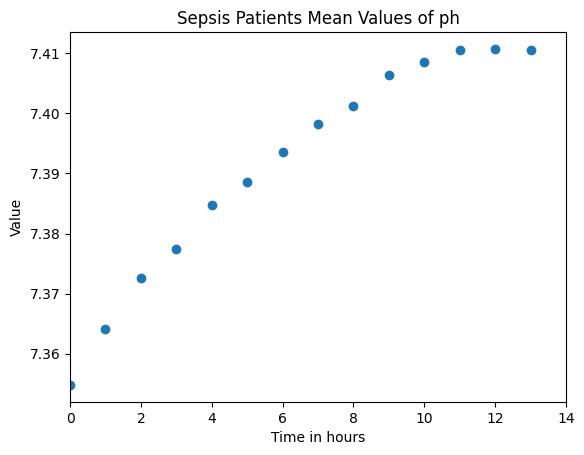 Sepsis Patients Mean Values of ph
7.41
7.40
7.39
7.38
7.37
7.36
Value
0 2 4 6 8 10 12 14
Time in hours